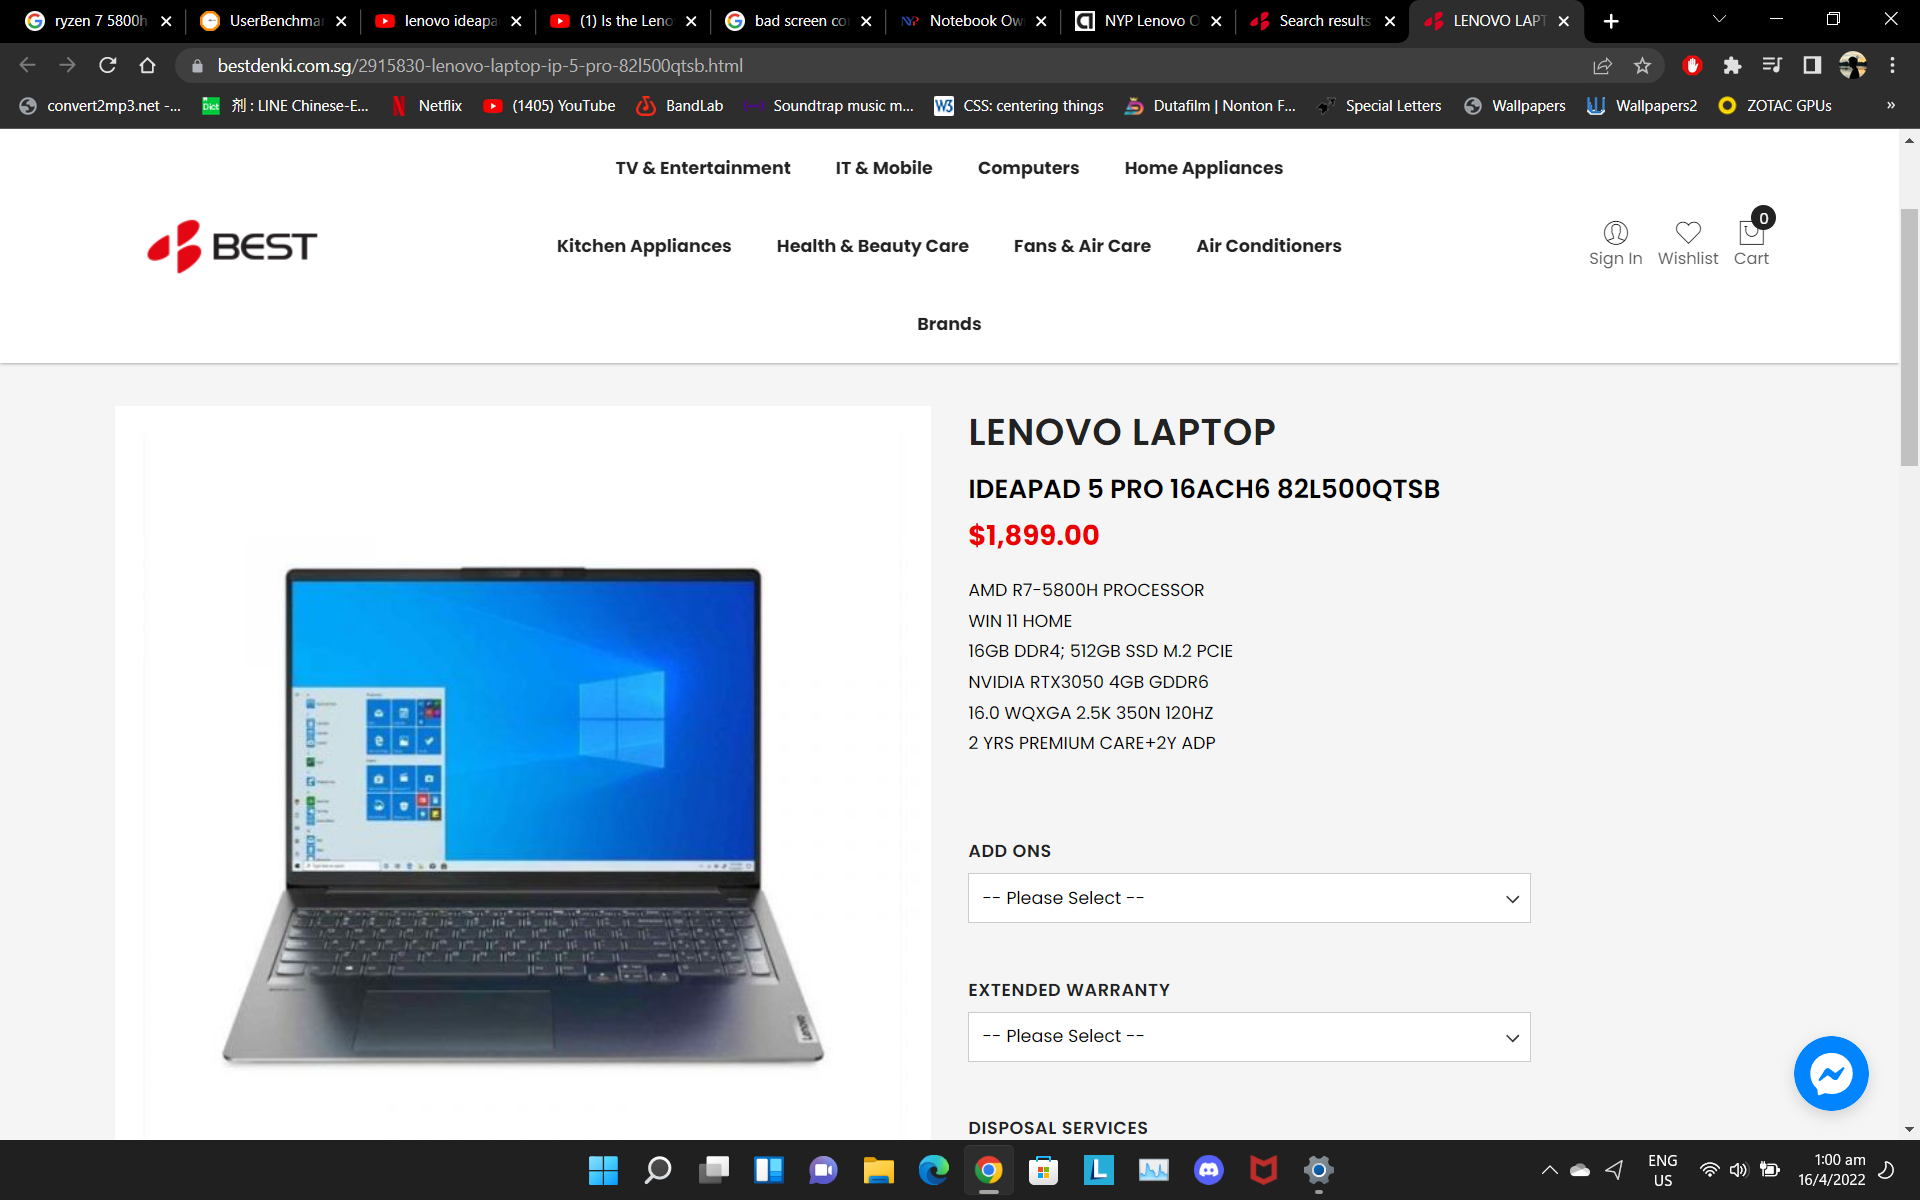 ryzen 7 5800h
UserBenchmar
lenovo ideapa
(1) Is the Leno
bad screen co
Notebook Ow
NYP Lenovo O
Search results
LENOVO LAPT
bestdenki.com.sg/2915830-lenovo-laptop-ip-5-pro-82l500qtsb.html
convert2mp3.net -...
剂 : LINE Chinese-E...
Netflix
(1405) YouTube
BandLab
Soundtrap music m...
CSS: centering things
Dutafilm | Nonton F...
Special Letters
Wallpapers
Wallpapers2
ZOTAC GPUs
»
TV & Entertainment
IT & Mobile
Computers
Home Appliances
BEST
Kitchen Appliances
Health & Beauty Care
Fans & Air Care
Air Conditioners
Sign In
Wishlist
0
Cart
Brands
LENOVO LAPTOP
IDEAPAD 5 PRO 16ACH6 82L500QTSB
$1,899.00
AMD R7-5800H PROCESSOR
WIN 11 HOME
16GB DDR4; 512GB SSD M.2 PCIE
NVIDIA RTX3050 4GB GDDR6
16.0 WQXGA 2.5K 350N 120HZ
2 YRS PREMIUM CARE+2Y ADP
ADD ONS
-- Please Select --
EXTENDED WARRANTY
-- Please Select --
DISPOSAL SERVICES
Lenovo
ENG
US
1:00 am
16/4/2022